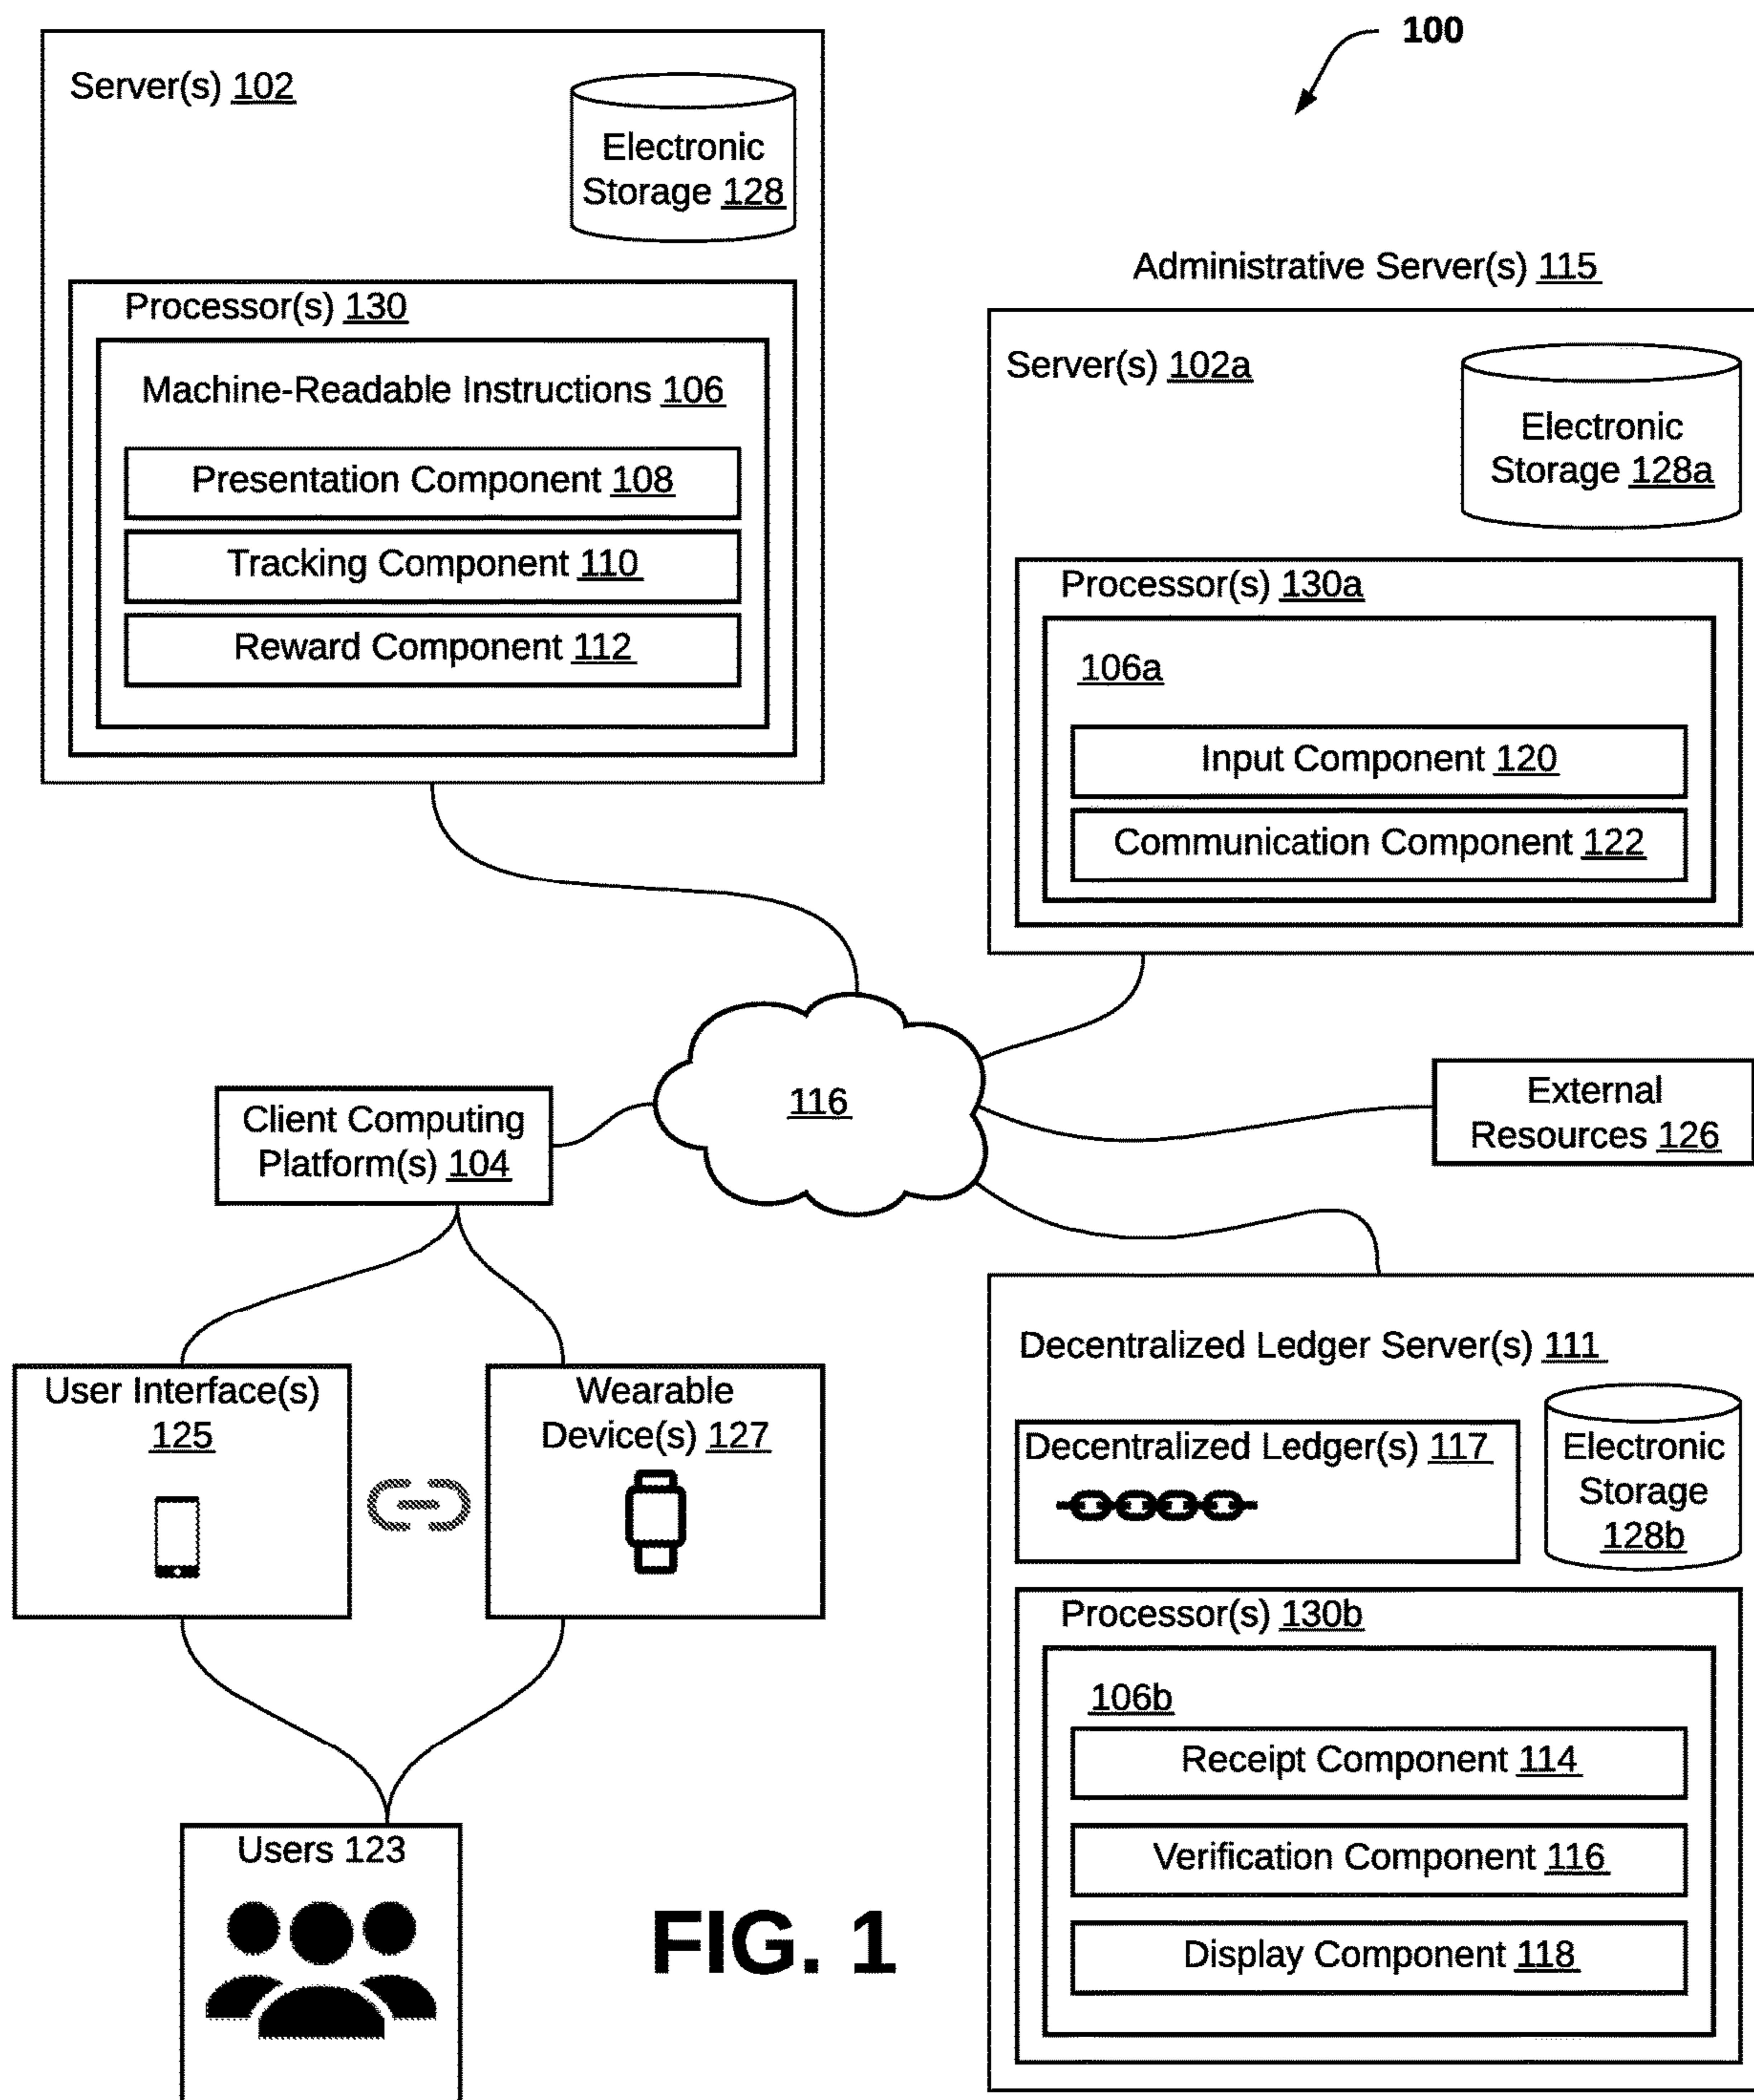 100
Server(s) 102
Electronic
Storage 128
Processor(s) 130
Machine-Readable Instructions 106
Presentation Component 108
Tracking Component 110
Reward Component 112
Administrative Server(s) 115
Server(s) 102a
Electronic
Storage 128a
Processor(s) 130a
106a
Input Component 120
Communication Component 122
116
Client Computing
Platform(s) 104
External
Resources 126
User Interface(s)
125
Wearable
Device(s) 127
Users 123
Decentralized Ledger Server(s) 111
Decentralized Ledger(s) 117
Electronic
Storage
128b
Processor(s) 130b
106b
Receipt Component 114
Verification Component 116
Display Component 118
FIG. 1